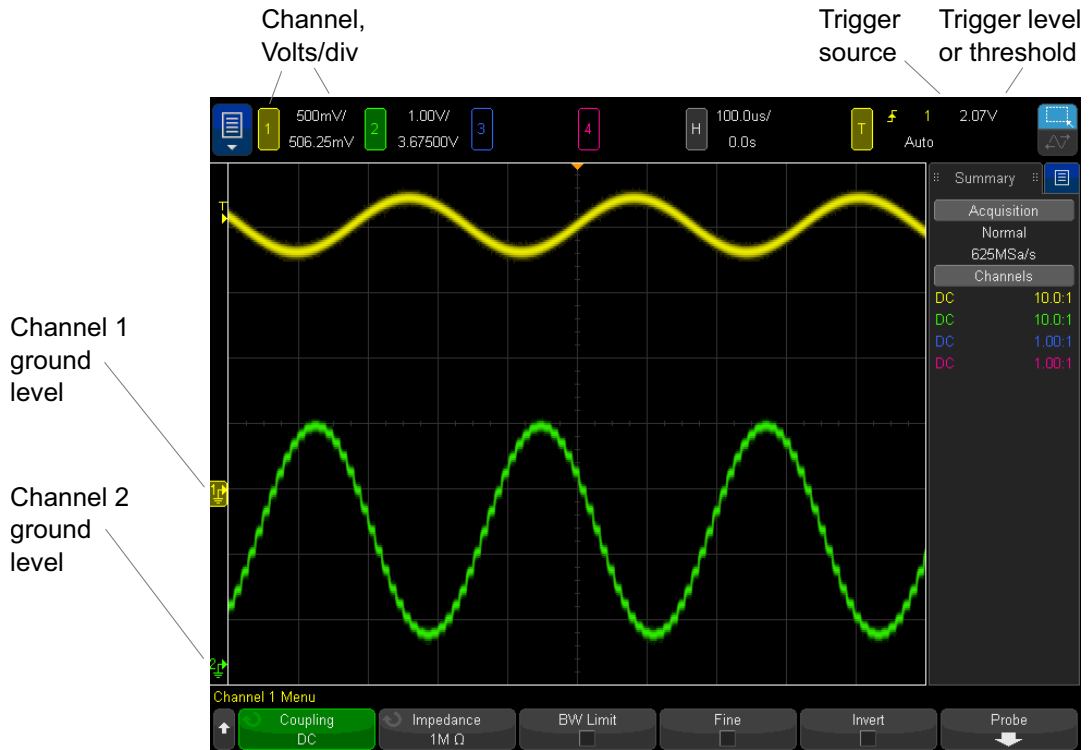 Channel,
Volts/div
Trigger
source
Trigger level
or threshold
1
500mV/
506.25mV
2
1.00V/
3.67500V
3
4
H
100.0us/
0.0s
T
1
2.07V
Auto
Summary
Acquisition
Normal
625MSa/s
Channels
DC 10.0:1
DC 10.0:1
DC 1.00:1
DC 1.00:1
T
Channel 1
ground
level
1
Channel 2
ground
level
2
Channel 1 Menu
Coupling
DC
Impedance
1M Ω
BW Limit
Fine
Invert
Probe